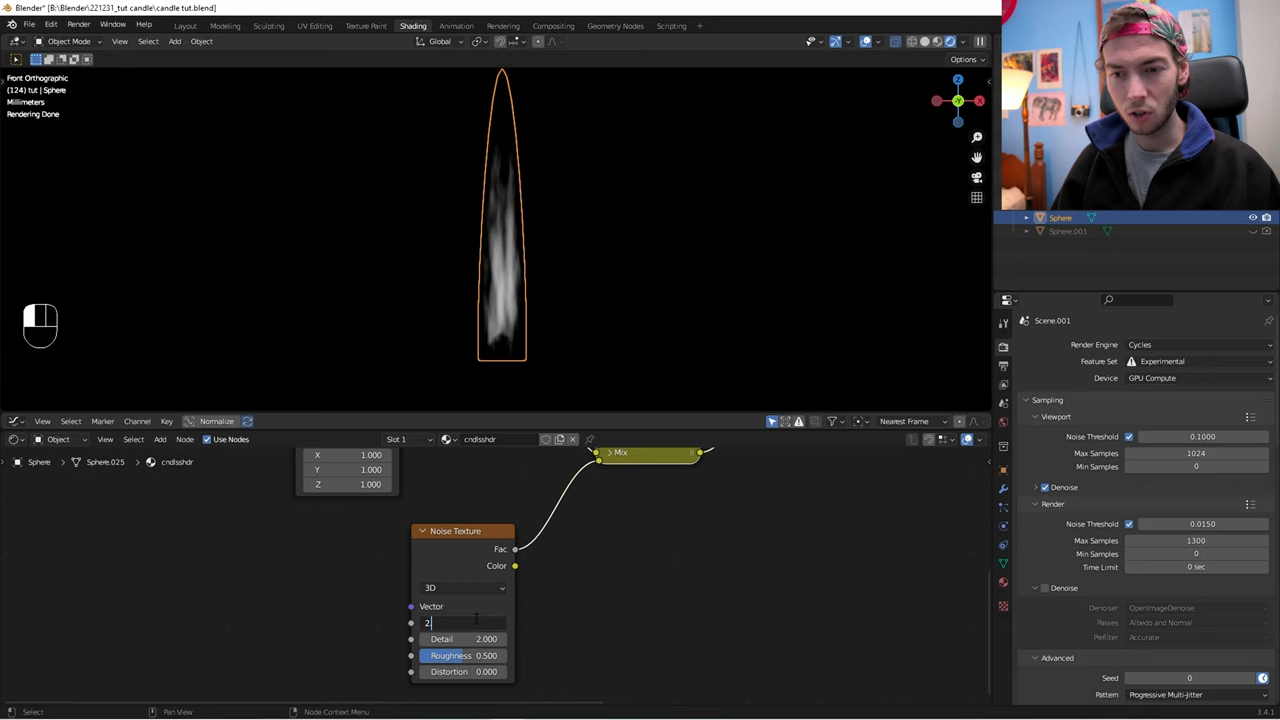 Blender* [B:\Blender\221231_tut candle\candle tut.blend]
File Edit Render Window Help Layout Modeling Sculpting UV Editing Texture Paint Shading Animation Rendering Compositing Geometry Nodes Scripting
Object Mode View Select Add Object Global
Options
Front Orthographic
(124) tut | Sphere
Millimeters
Rendering Done
Z
X
Y
Sphere
Sphere.001
Scene.001
Render Engine Cycles
Feature Set Experimental
Device GPU Compute
Sampling
Viewport
Noise Threshold 0.1000
Max Samples 1024
Min Samples 0
Denoise
Render
Noise Threshold 0.0150
Max Samples 1300
Min Samples 0
Time Limit 0 sec
Denoise
Denoiser OpenImageDenoise
Passes Albedo and Normal
Prefilter Accurate
Advanced
Seed 0
Pattern Progressive Multi-Jitter
View Select Marker Channel Key Normalize Nearest Frame
Object View Select Add Node Use Nodes Slot 1 cndlsshdr
Sphere > Sphere.025 > cndlsshdr
X 1.000
Y 1.000
Z 1.000
Mix
Noise Texture
Fac
Color
3D
Vector
2.
Detail 2.000
Roughness 0.500
Distortion 0.000
Select Pan View Node Context Menu 3.4.1